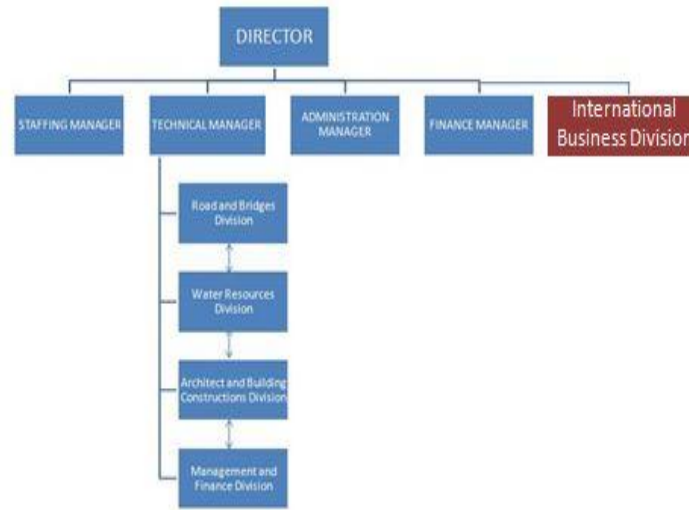 DIRECTOR
STAFFING MANAGER
TECHNICAL MANAGER
ADMINISTRATION
MANAGER
FINANCE MANAGER
International
Business Division
Road and Bridges
Division
Water Resources
Division
Architect and Building
Constructions Division
Management and
Finance Division